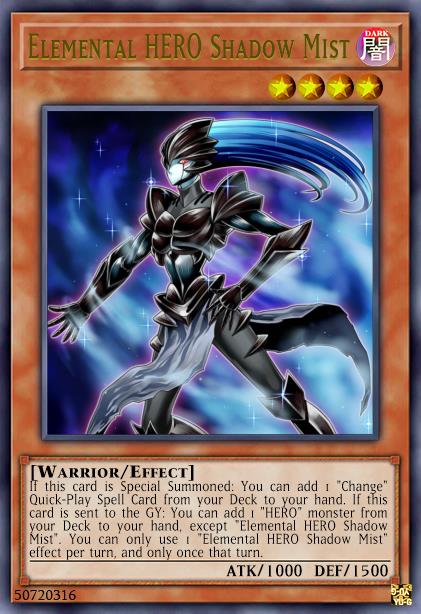 Elemental HERO Shadow Mist
DARK
闇
[Warrior/Effect]
If this card is Special Summoned: You can add 1 "Change"
Quick-Play Spell Card from your Deck to your hand. If this
card is sent to the GY: You can add 1 "HERO" monster from
your Deck to your hand, except "Elemental HERO Shadow
Mist". You can only use 1 "Elemental HERO Shadow Mist"
effect per turn, and only once that turn.
ATK/1000 DEF/1500
50720316